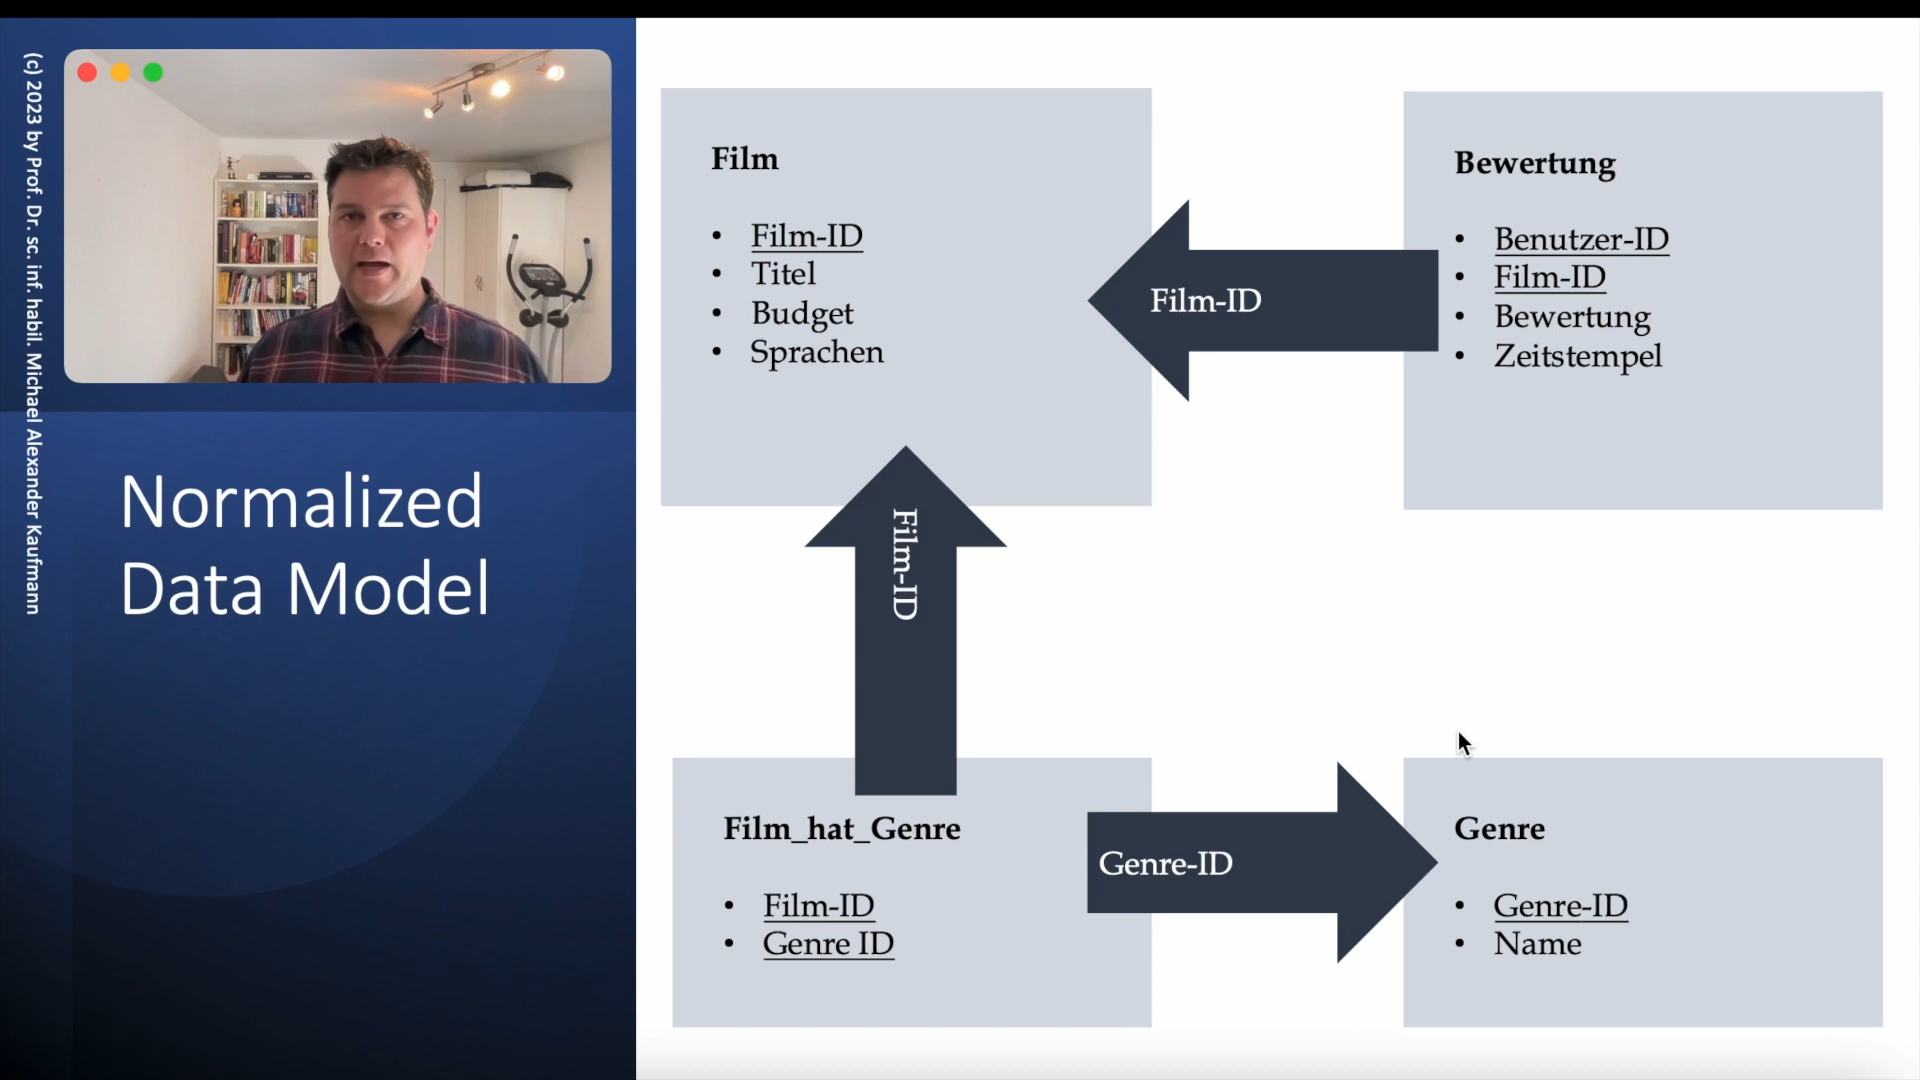 (c) 2023 by Prof. Dr. sc. inf. habil. Michael Alexander Kaufmann
Normalized
Data Model
Film
• Film-ID
• Titel
• Budget
• Sprachen
Film-ID
Bewertung
• Benutzer-ID
• Film-ID
• Bewertung
• Zeitstempel
Film-ID
Film_hat_Genre
• Film-ID
• Genre ID
Genre-ID
Genre
• Genre-ID
• Name